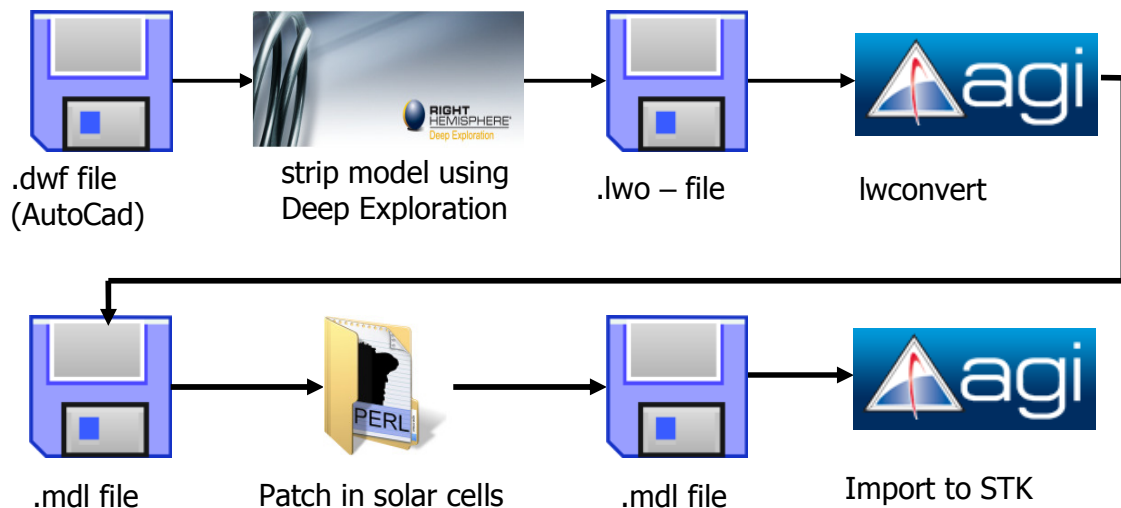 RIGHT
HEMISPHERE®
Deep Exploration
agi
.dwf file
(AutoCad)
strip model using
Deep Exploration
.lwo – file
lwconvert
PERL
agi
.mdl file
Patch in solar cells
.mdl file
Import to STK